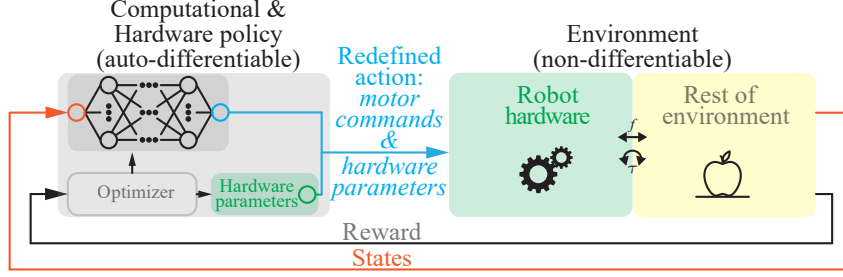 Computational &
Hardware policy
(auto-differentiable)
Optimizer
Hardware
parameters
Redefined
action:
motor
commands
&
hardware
parameters
Environment
(non-differentiable)
Robot
hardware
f
τ
Rest of
environment
Reward
States